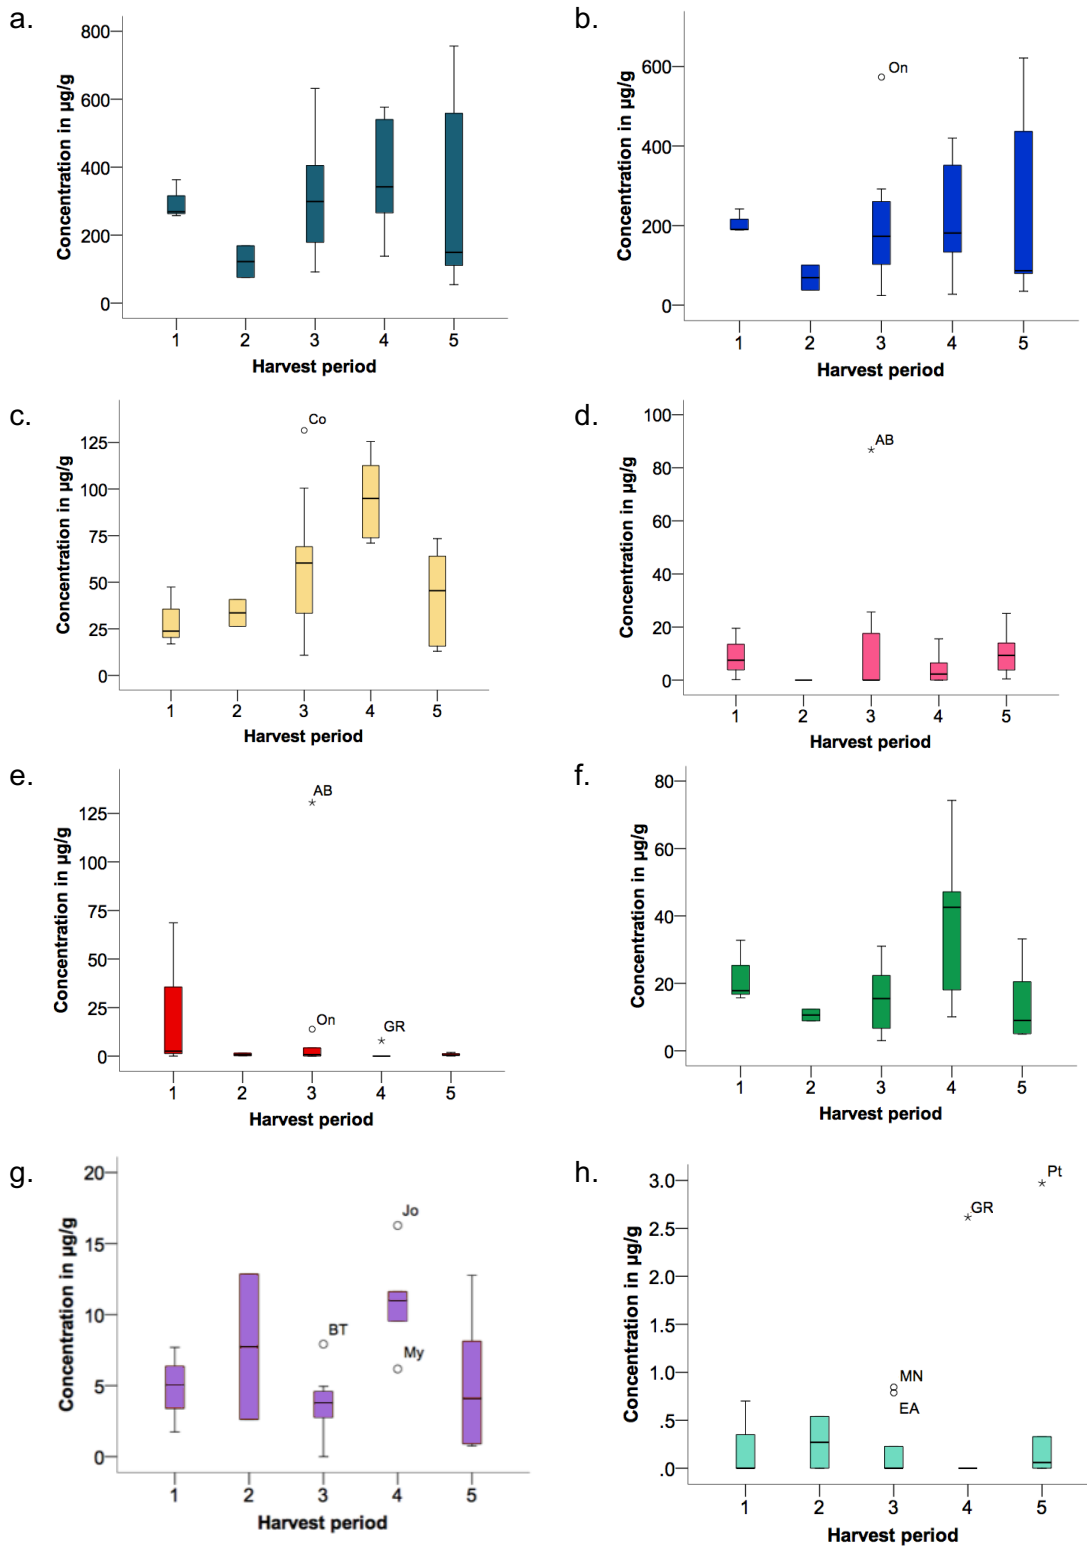 a.
Concentration in µg/g
800
600
400
200
0
1 2 3 4 5
Harvest period
b.
Concentration in µg/g
600
400
200
0
On
1 2 3 4 5
Harvest period
c.
Concentration in µg/g
125
100
75
50
25
0
Co
1 2 3 4 5
Harvest period
d.
Concentration in µg/g
100
80
60
40
20
0
AB
1 2 3 4 5
Harvest period
e.
Concentration in µg/g
125
100
75
50
25
0
AB
On
GR
1 2 3 4 5
Harvest period
f.
Concentration in µg/g
80
60
40
20
0
1 2 3 4 5
Harvest period
g.
Concentration in µg/g
20
15
10
5
0
Jo
BT
My
1 2 3 4 5
Harvest period
h.
Concentration in µg/g
3.0
2.5
2.0
1.5
1.0
.5
.0
Pt
GR
MN
EA
1 2 3 4 5
Harvest period